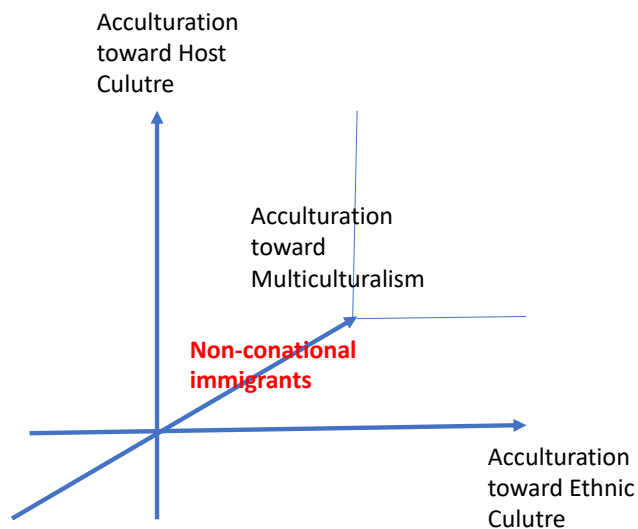 Acculturation
toward Host
Culutre
Acculturation
toward
Multiculturalism
Non-conational
immigrants
Acculturation
toward Ethnic
Culutre